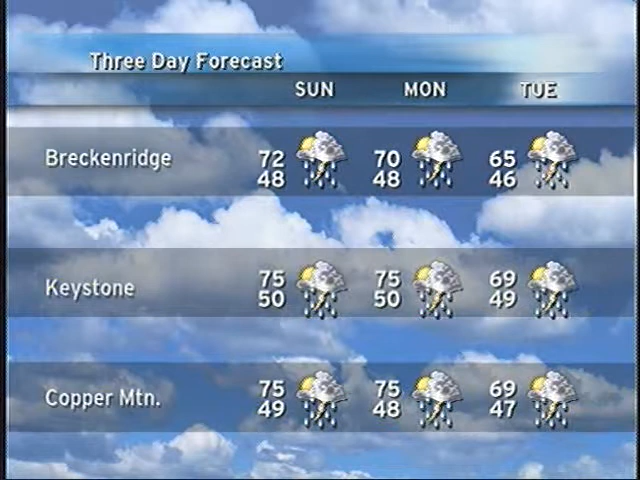 Three Day Forecast
SUN MON TUE
Breckenridge 72 70 65
48 48 46
Keystone 75 75 69
50 50 49
Copper Mtn. 75 75 69
49 48 47